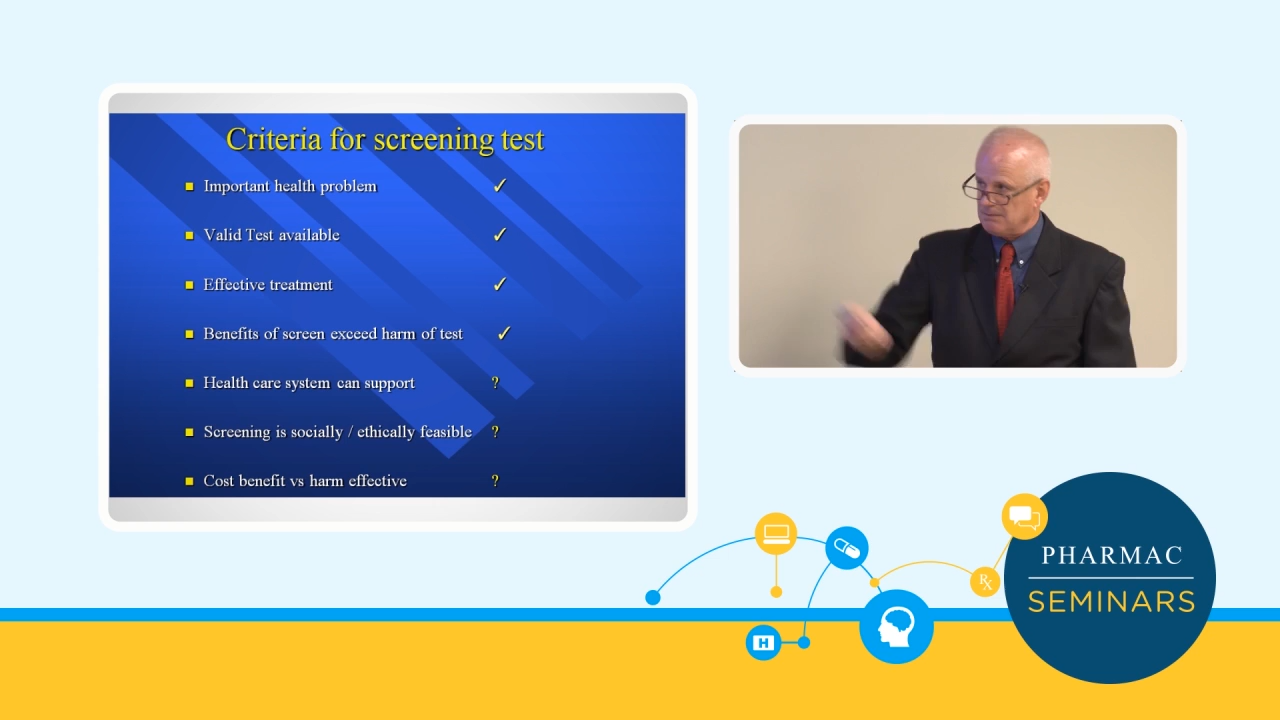 Criteria for screening test
■ Important health problem ✓
■ Valid Test available ✓
■ Effective treatment ✓
■ Benefits of screen exceed harm of test ✓
■ Health care system can support ?
■ Screening is socially / ethically feasible ?
■ Cost benefit vs harm effective ?
PHARMAC
SEMINARS
Rx
H